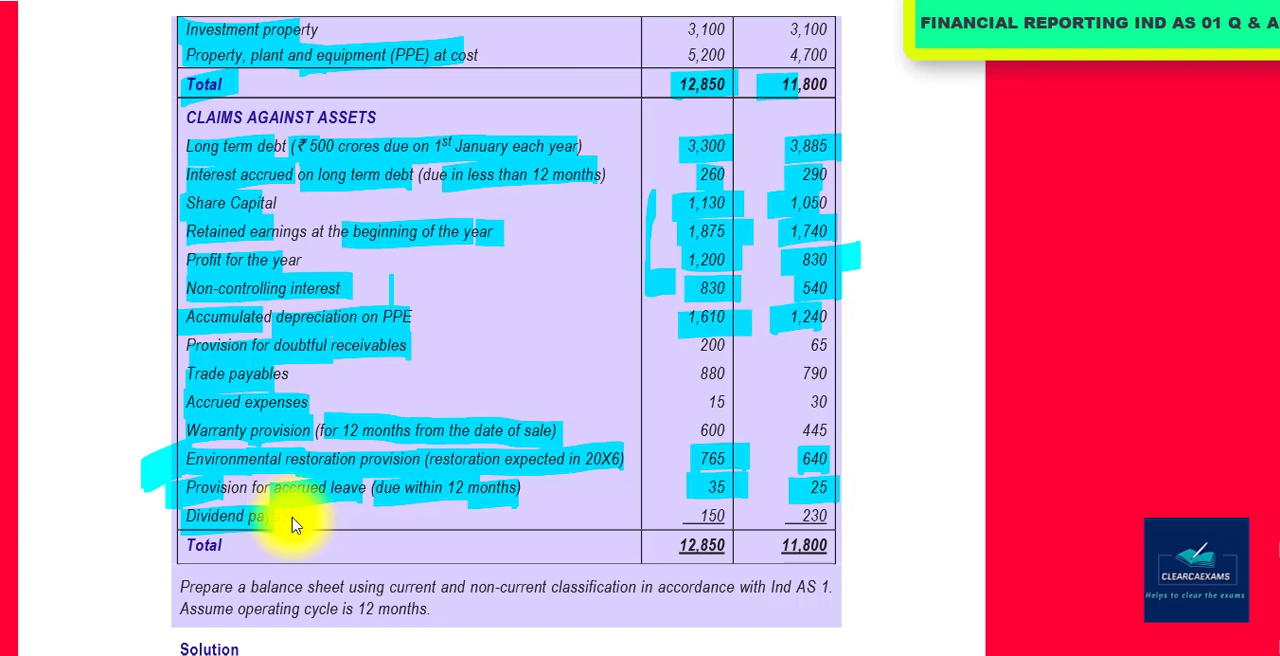 FINANCIAL REPORTING IND AS 01 Q & A
Investment property 3,100 3,100
Property, plant and equipment (PPE) at cost 5,200 4,700
Total 12,850 11,800
CLAIMS AGAINST ASSETS
Long term debt (₹ 500 crores due on 1st January each year) 3,300 3,885
Interest accrued on long term debt (due in less than 12 months) 260 290
Share Capital 1,130 1,050
Retained earnings at the beginning of the year 1,875 1,740
Profit for the year 1,200 830
Non-controlling interest 830 540
Accumulated depreciation on PPE 1,610 1,240
Provision for doubtful receivables 200 65
Trade payables 880 790
Accrued expenses 15 30
Warranty provision (for 12 months from the date of sale) 600 445
Environmental restoration provision (restoration expected in 20X6) 765 640
Provision for accrued leave (due within 12 months) 35 25
Dividend 150 230
Total 12,850 11,800
Prepare a balance sheet using current and non-current classification in accordance with Ind AS 1.
Assume operating cycle is 12 months.
Solution
CLEARCAEXAMS
Helps to clear the exams